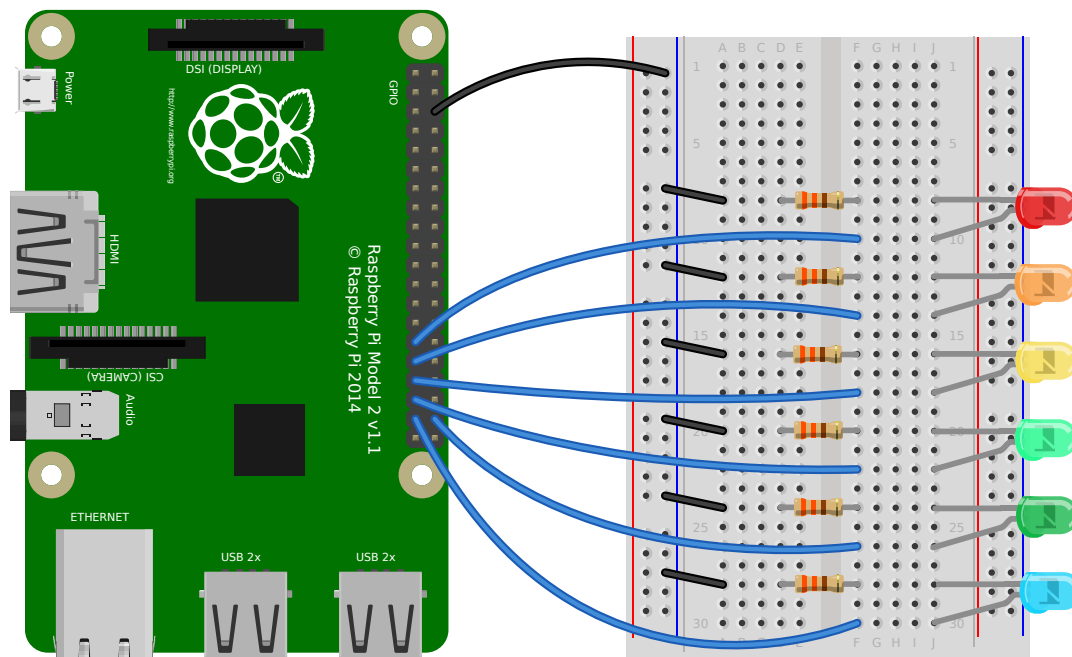 DSI (DISPLAY)
Power
http://www.raspberrypi.org
TM
GPIO
HDMI
Raspberry Pi Model 2 v1.1
© Raspberry Pi 2014
CSI (CAMERA)
Audio
ETHERNET
USB 2x
USB 2x
A B C D E F G H I J
1 1
5 5
10
15 15
20 20
25 25
30 30
A B C E F G H I J